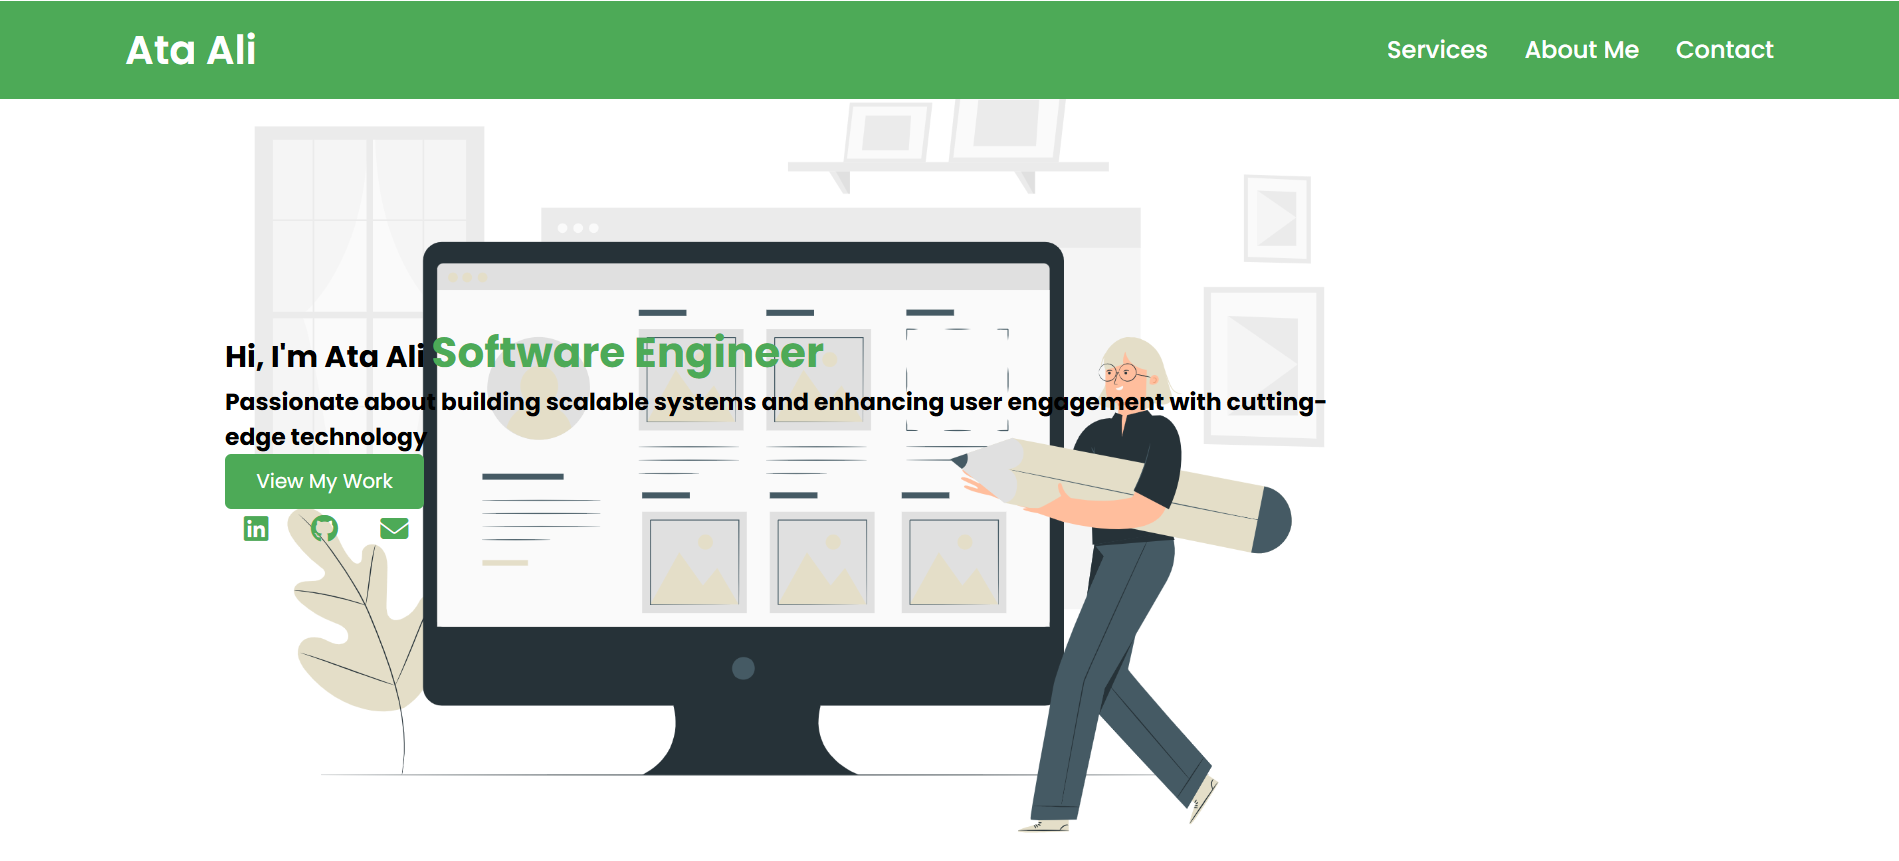 Ata Ali
Services About Me Contact
Hi, I'm Ata Ali Software Engineer
Passionate about building scalable systems and enhancing user engagement with cutting-
edge technology
View My Work
in